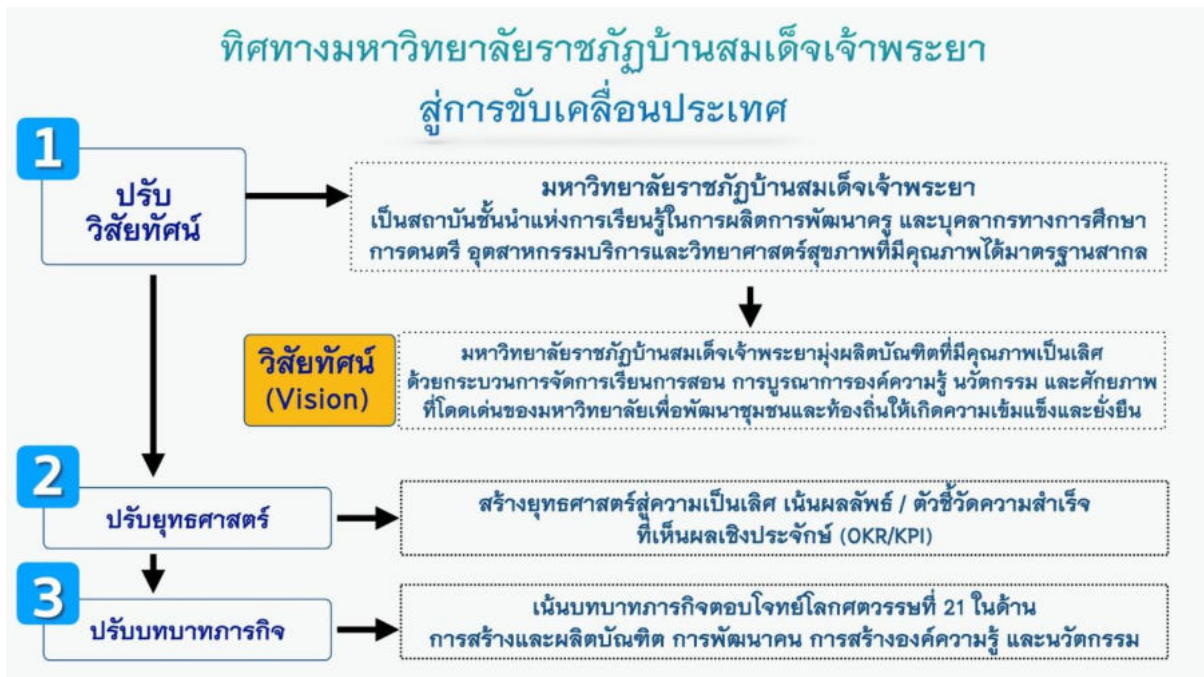 ทิศทางมหาวิทยาลัยราชภัฏบ้านสมเด็จเจ้าพระยา
สู่การขับเคลื่อนประเทศ
1
ปรับ
วิสัยทัศน์
มหาวิทยาลัยราชภัฏบ้านสมเด็จเจ้าพระยา
เป็นสถาบันชั้นนำแห่งการเรียนรู้ในการผลิตการพัฒนาครู และบุคลากรทางการศึกษา
การดนตรี อุตสาหกรรมบริการและวิทยาศาสตร์สุขภาพที่มีคุณภาพได้มาตรฐานสากล
วิสัยทัศน์
(Vision)
มหาวิทยาลัยราชภัฏบ้านสมเด็จเจ้าพระยามุ่งผลิตบัณฑิตที่มีคุณภาพเป็นเลิศ
ด้วยกระบวนการจัดการเรียนการสอน การบูรณาการองค์ความรู้ นวัตกรรม และศักยภาพ
ที่โดดเด่นของมหาวิทยาลัยเพื่อพัฒนาชุมชนและท้องถิ่นให้เกิดความเข้มแข็งและยั่งยืน
2
ปรับยุทธศาสตร์
สร้างยุทธศาสตร์สู่ความเป็นเลิศ เน้นผลลัพธ์ / ตัวชี้วัดความสำเร็จ
ที่เห็นผลเชิงประจักษ์ (OKR/KPI)
3
ปรับบทบาทภารกิจ
เน้นบทบาทภารกิจตอบโจทย์โลกศตวรรษที่ 21 ในด้าน
การสร้างและผลิตบัณฑิต การพัฒนาคน การสร้างองค์ความรู้ และนวัตกรรม